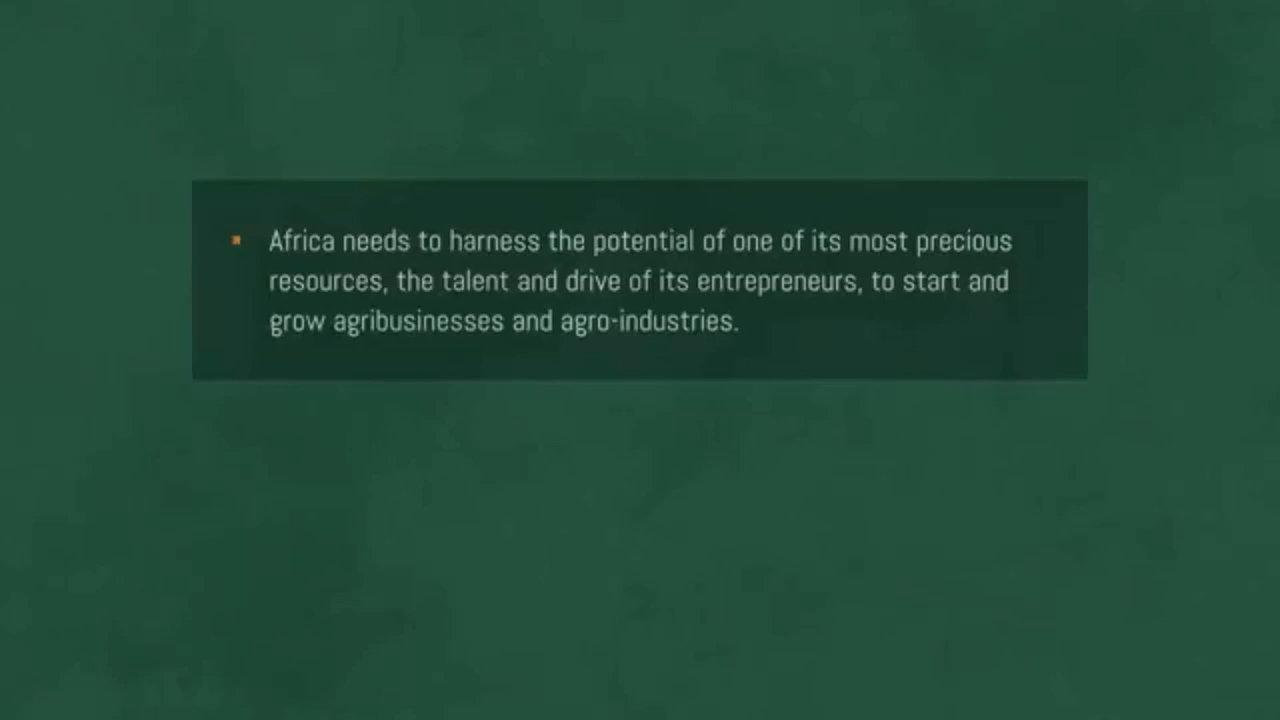 Africa needs to harness the potential of one of its most precious
resources, the talent and drive of its entrepreneurs, to start and
grow agribusinesses and agro-industries.